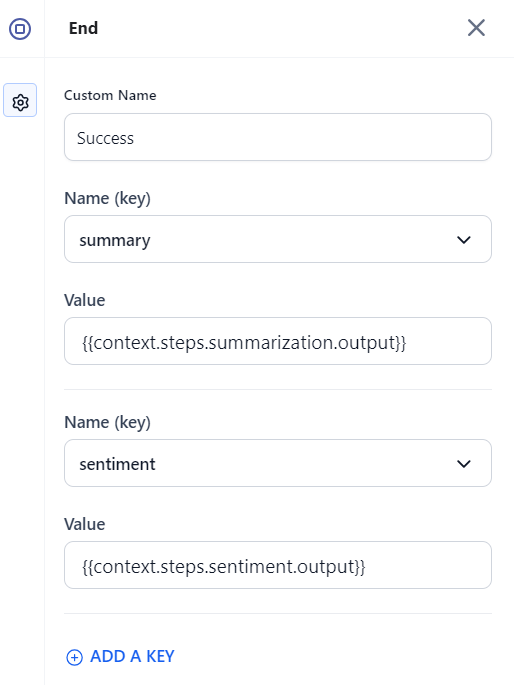 End
Custom Name
Success
Name (key)
summary
Value
{{context.steps.summarization.output}}
Name (key)
sentiment
Value
{{context.steps.sentiment.output}}
ADD A KEY